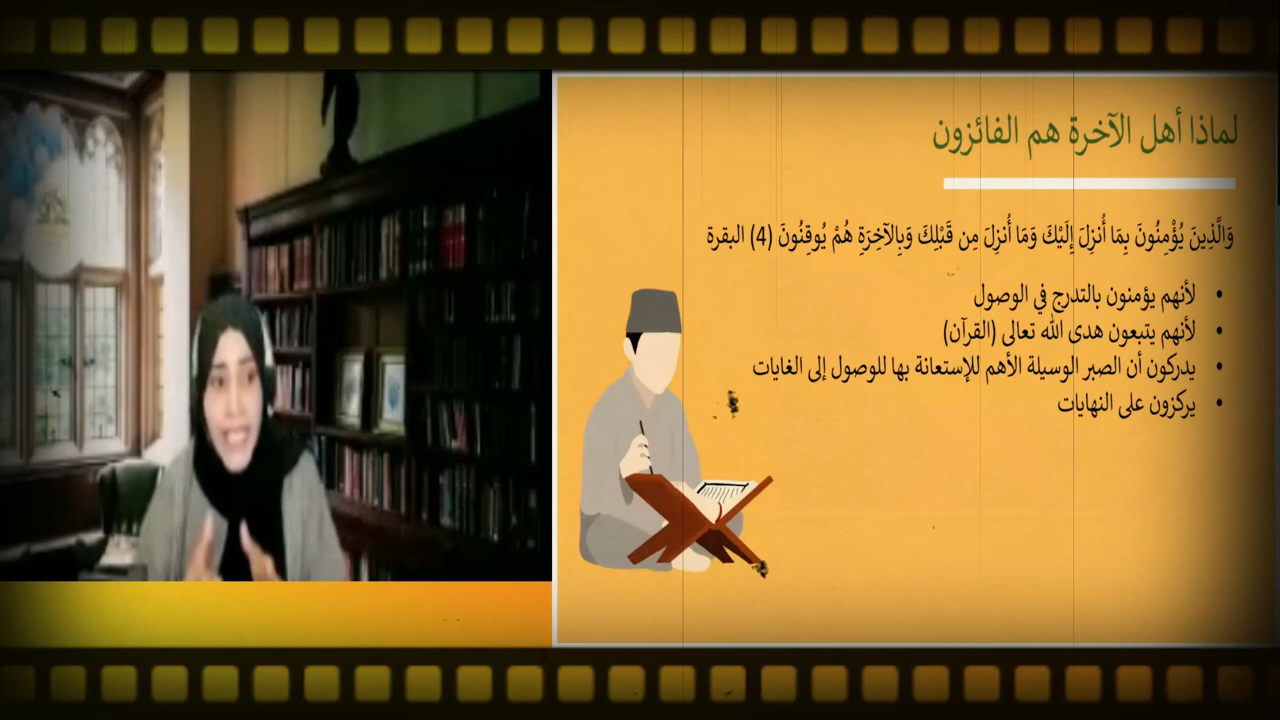 لماذا أهل الآخرة هم الفائزون
وَالَّذِينَ يُؤْمِنُونَ بِمَا أُنزِلَ إِلَيْكَ وَمَا أُنزِلَ مِن قَبْلِكَ وَبِالآخِرَةِ هُمْ يُوقِنُونَ (4) البقرة
• لأنهم يؤمنون بالتدرج في الوصول
• لأنهم يتبعون هدى الله تعالى (القرآن)
• يدركون أن الصبر الوسيلة الأهم للإستعانة بها للوصول إلى الغايات
• يركزون على النهايات